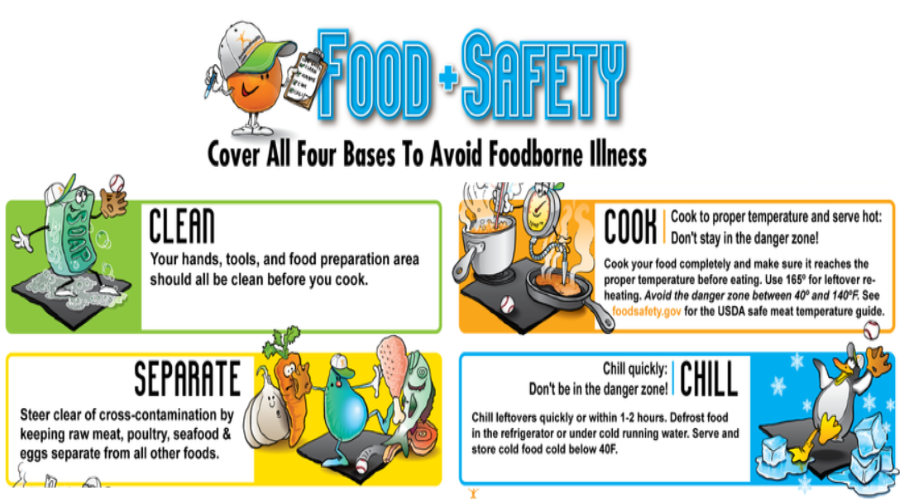 FOOD + SAFETY
Cover All Four Bases To Avoid Foodborne Illness
SOAP
CLEAN
Your hands, tools, and food preparation area
should all be clean before you cook.
COOK
Cook to proper temperature and serve hot:
Don't stay in the danger zone!
Cook your food completely and make sure it reaches the
proper temperature before eating. Use 165º for leftover re-
heating. Avoid the danger zone between 40º and 140ºF. See
foodsafety.gov for the USDA safe meat temperature guide.
SEPARATE
Steer clear of cross-contamination by
keeping raw meat, poultry, seafood &
eggs separate from all other foods.
Chill quickly:
Don't be in the danger zone!
CHILL
Chill leftovers quickly or within 1-2 hours. Defrost food
in the refrigerator or under cold running water. Serve and
store cold food cold below 40F.